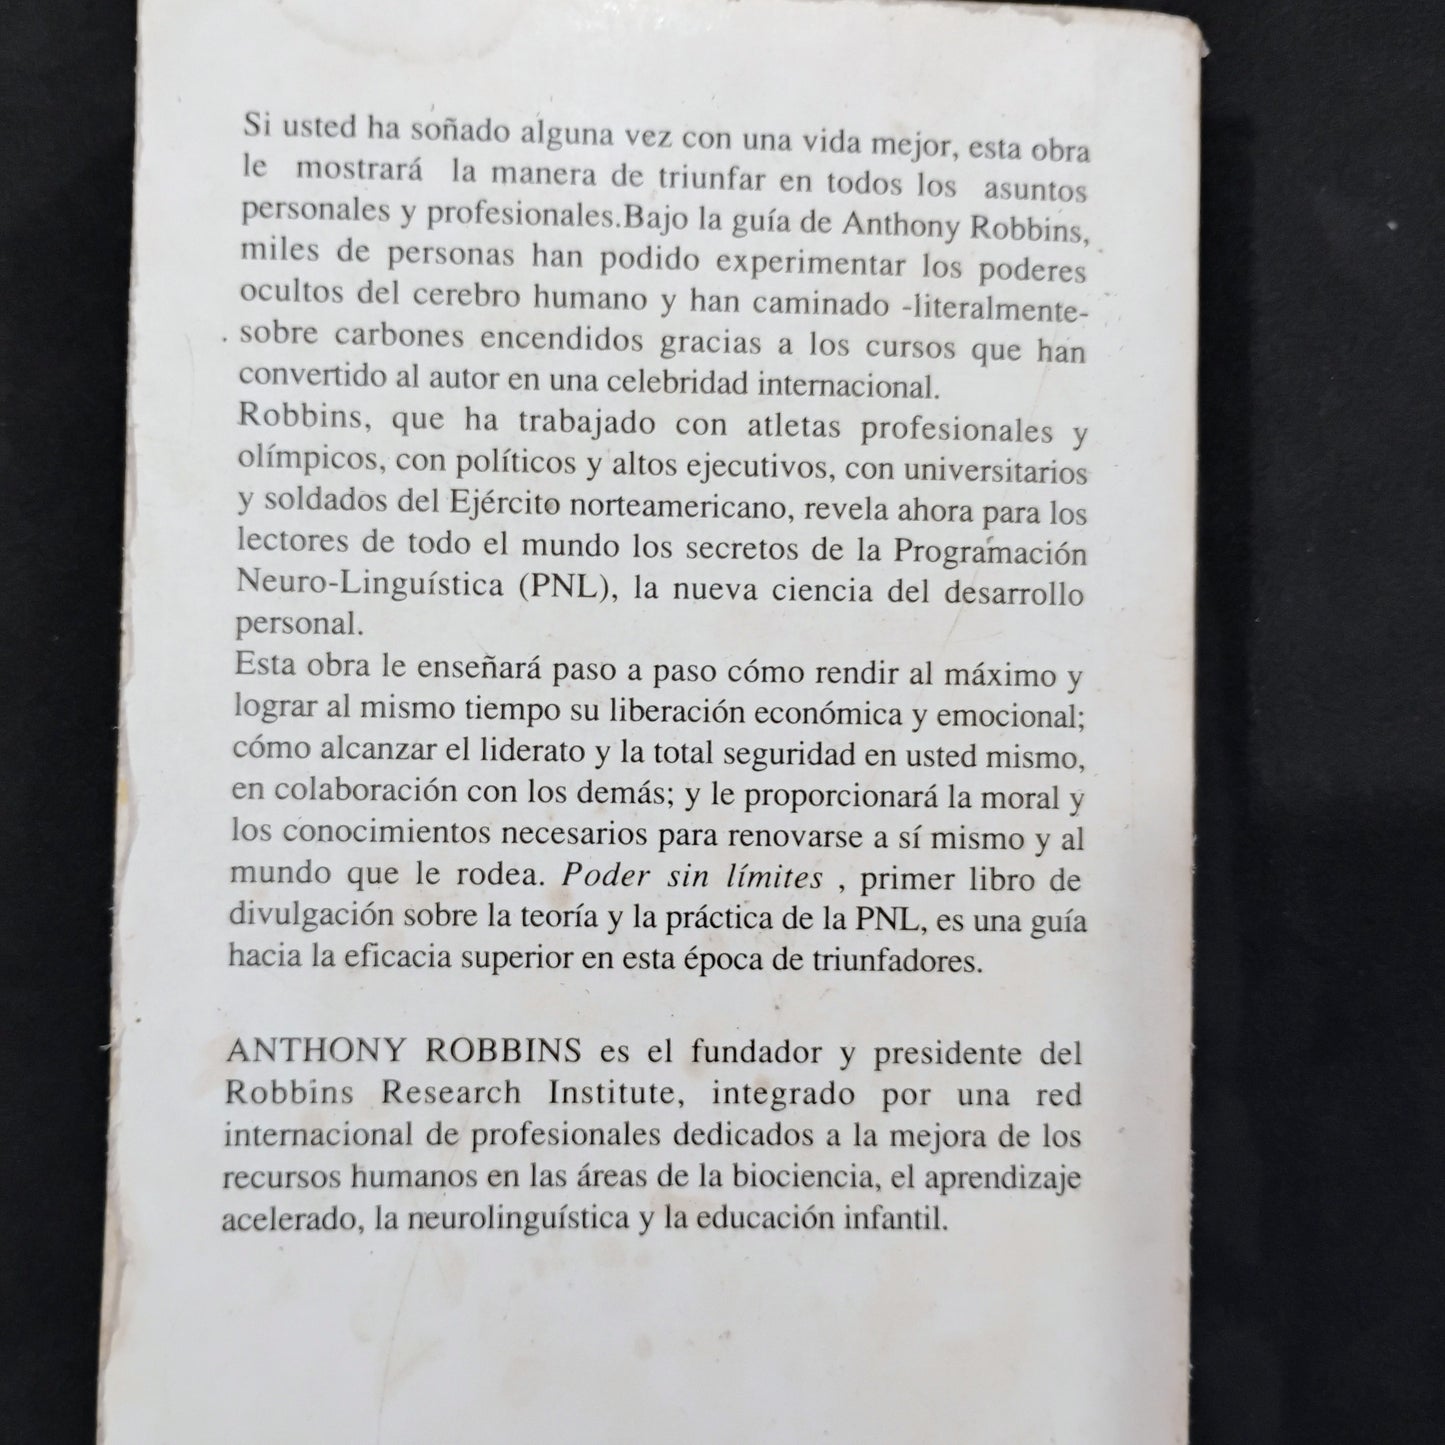 Si usted ha soñado alguna vez con una vida mejor, esta obra
le mostrará la manera de triunfar en todos los asuntos
personales y profesionales.Bajo la guía de Anthony Robbins,
miles de personas han podido experimentar los poderes
ocultos del cerebro humano y han caminado -literalmente-
sobre carbones encendidos gracias a los cursos que han
convertido al autor en una celebridad internacional.
Robbins, que ha trabajado con atletas profesionales y
olímpicos, con políticos y altos ejecutivos, con universitarios
y soldados del Ejército norteamericano, revela ahora para los
lectores de todo el mundo los secretos de la Programación
Neuro-Linguística (PNL), la nueva ciencia del desarrollo
personal.
Esta obra le enseñará paso a paso cómo rendir al máximo y
lograr al mismo tiempo su liberación económica y emocional;
cómo alcanzar el liderato y la total seguridad en usted mismo,
en colaboración con los demás; y le proporcionará la moral y
los conocimientos necesarios para renovarse a sí mismo y al
mundo que le rodea. Poder sin límites , primer libro de
divulgación sobre la teoría y la práctica de la PNL, es una guía
hacia la eficacia superior en esta época de triunfadores.
ANTHONY ROBBINS es el fundador y presidente del
Robbins Research Institute, integrado por una red
internacional de profesionales dedicados a la mejora de los
recursos humanos en las áreas de la biociencia, el aprendizaje
acelerado, la neurolinguística y la educación infantil.